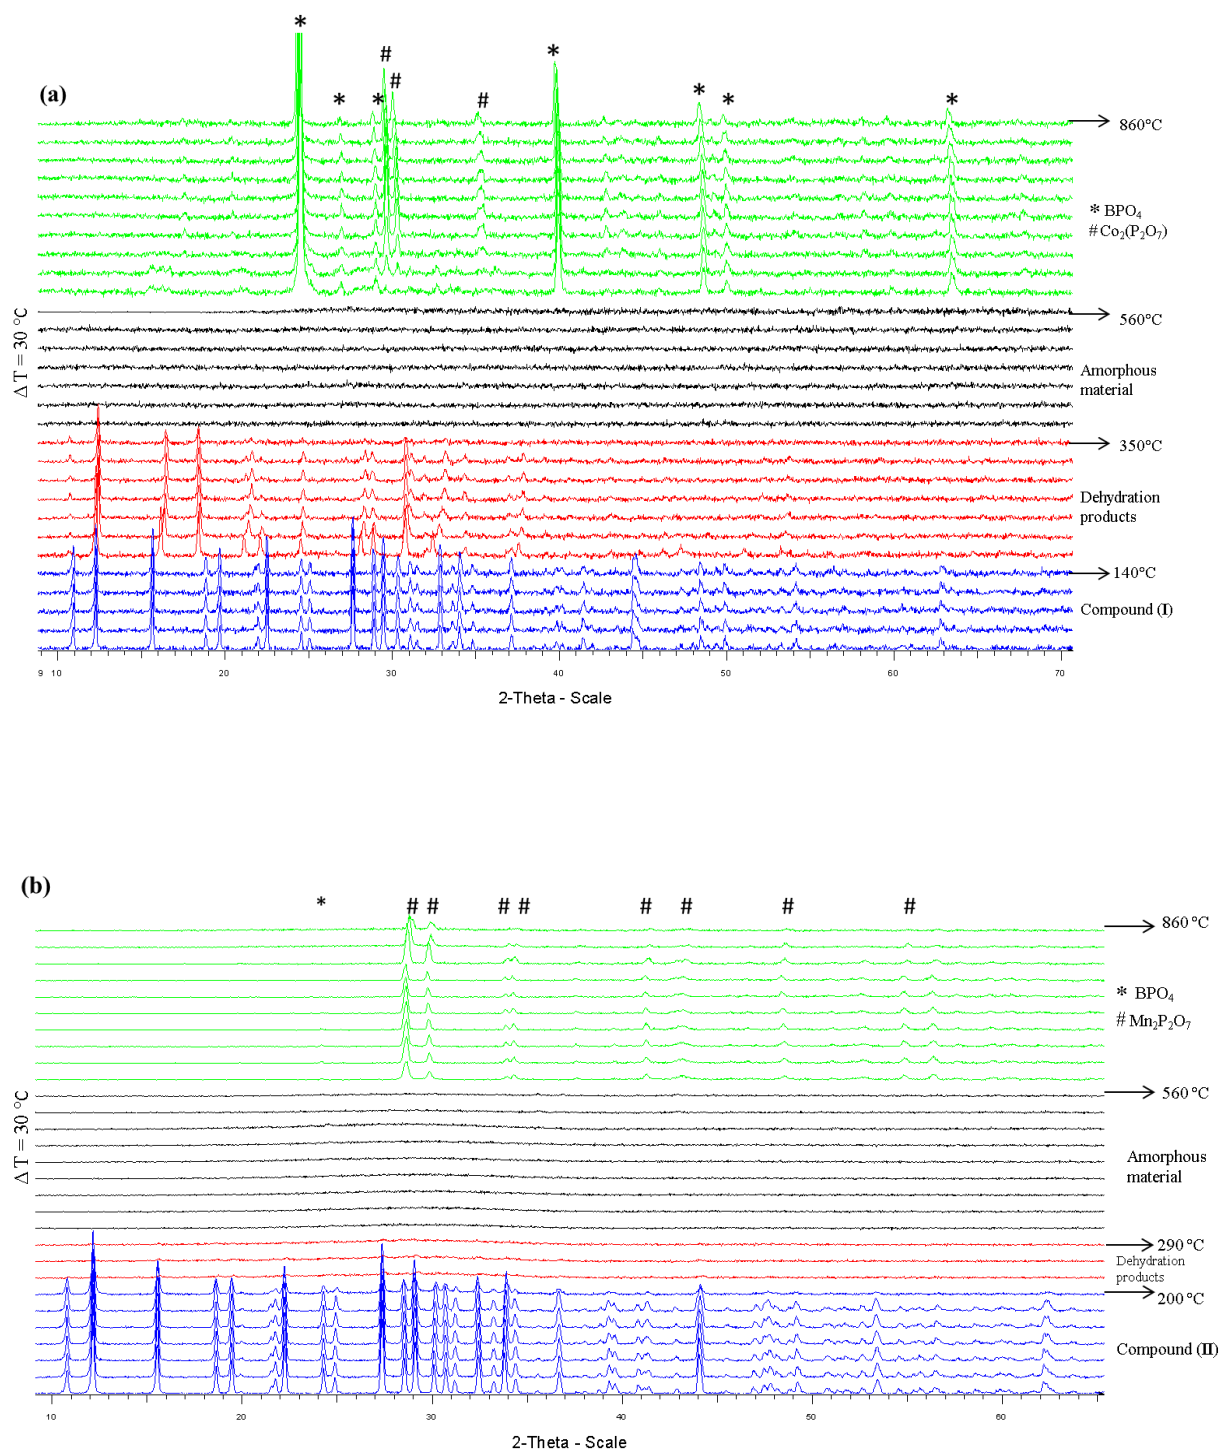 (a)
*
*
*
#
#
#
*
*
*
*
860°C
* BPO₄
# Co₂(P₂O₇)
560°C
Amorphous
material
350°C
Dehydration
products
140°C
Compound (I)
Δ T = 30 °C
9 10 20 30 40 50 60 70
2-Theta - Scale
(b)
* # # # # # # # #
860 °C
* BPO₄
# Mn₂P₂O₇
560 °C
Amorphous
material
290 °C
Dehydration
products
200 °C
Compound (II)
Δ T = 30 °C
10 20 30 40 50 60
2-Theta - Scale